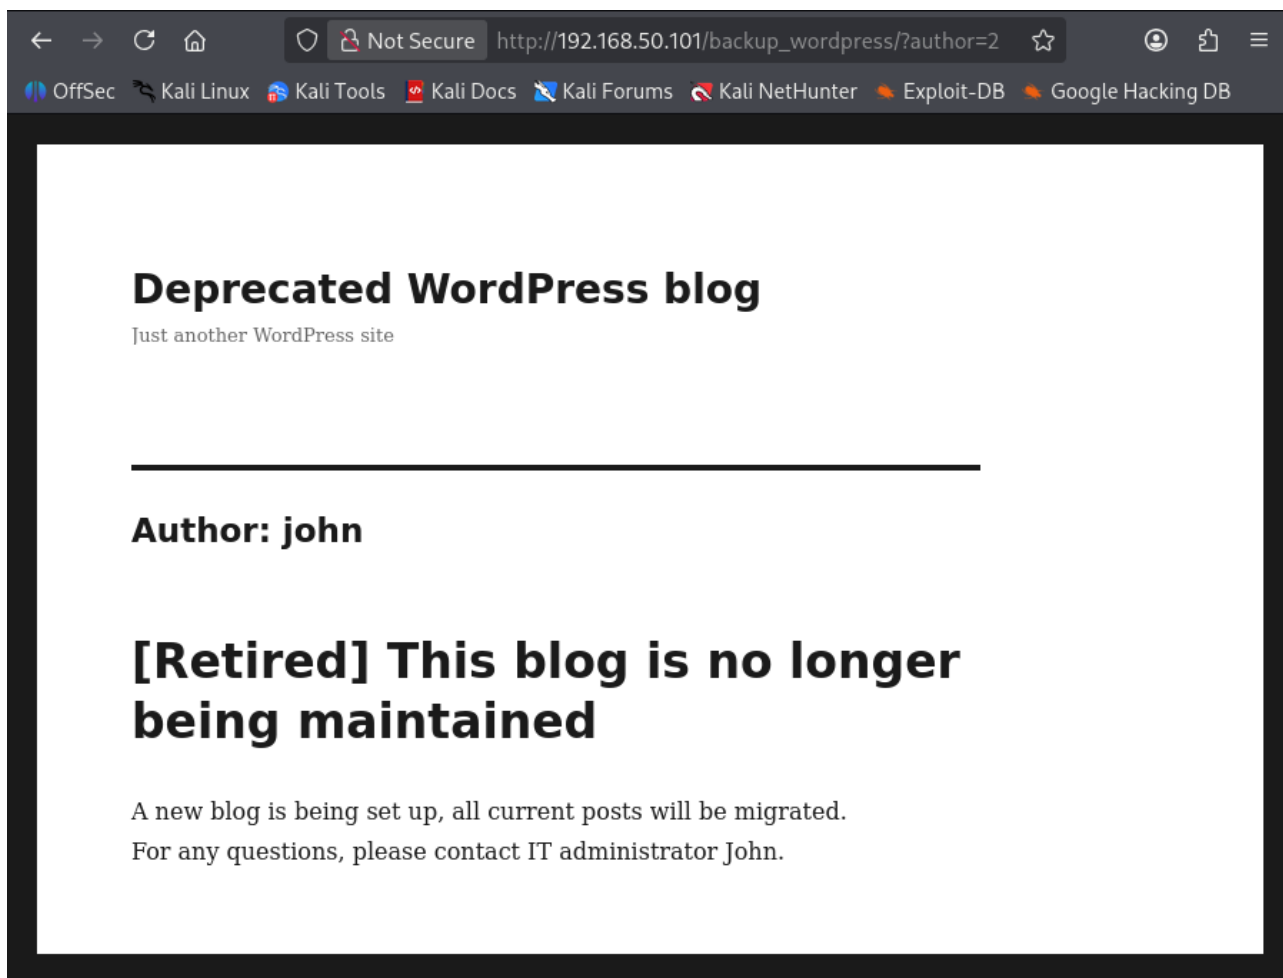 Not Secure http://192.168.50.101/backup_wordpress/?author=2
OffSec Kali Linux Kali Tools Kali Docs Kali Forums Kali NetHunter Exploit-DB Google Hacking DB
Deprecated WordPress blog
Just another WordPress site
Author: john
[Retired] This blog is no longer
being maintained
A new blog is being set up, all current posts will be migrated.
For any questions, please contact IT administrator John.